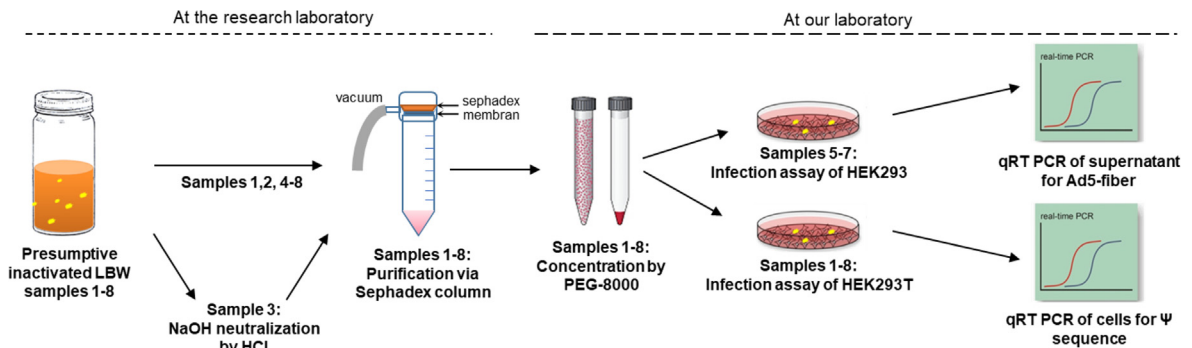 At the research laboratory
At our laboratory
vacuum
sephadex
membran
Samples 1,2, 4-8
Presumptive
inactivated LBW
samples 1-8
Sample 3:
NaOH neutralization
by HCl
Samples 1-8:
Purification via
Sephadex column
Samples 1-8:
Concentration by
PEG-8000
Samples 5-7:
Infection assay of HEK293
Samples 1-8:
Infection assay of HEK293T
real-time PCR
qRT PCR of supernatant
for Ad5-fiber
real-time PCR
qRT PCR of cells for Ψ
sequence